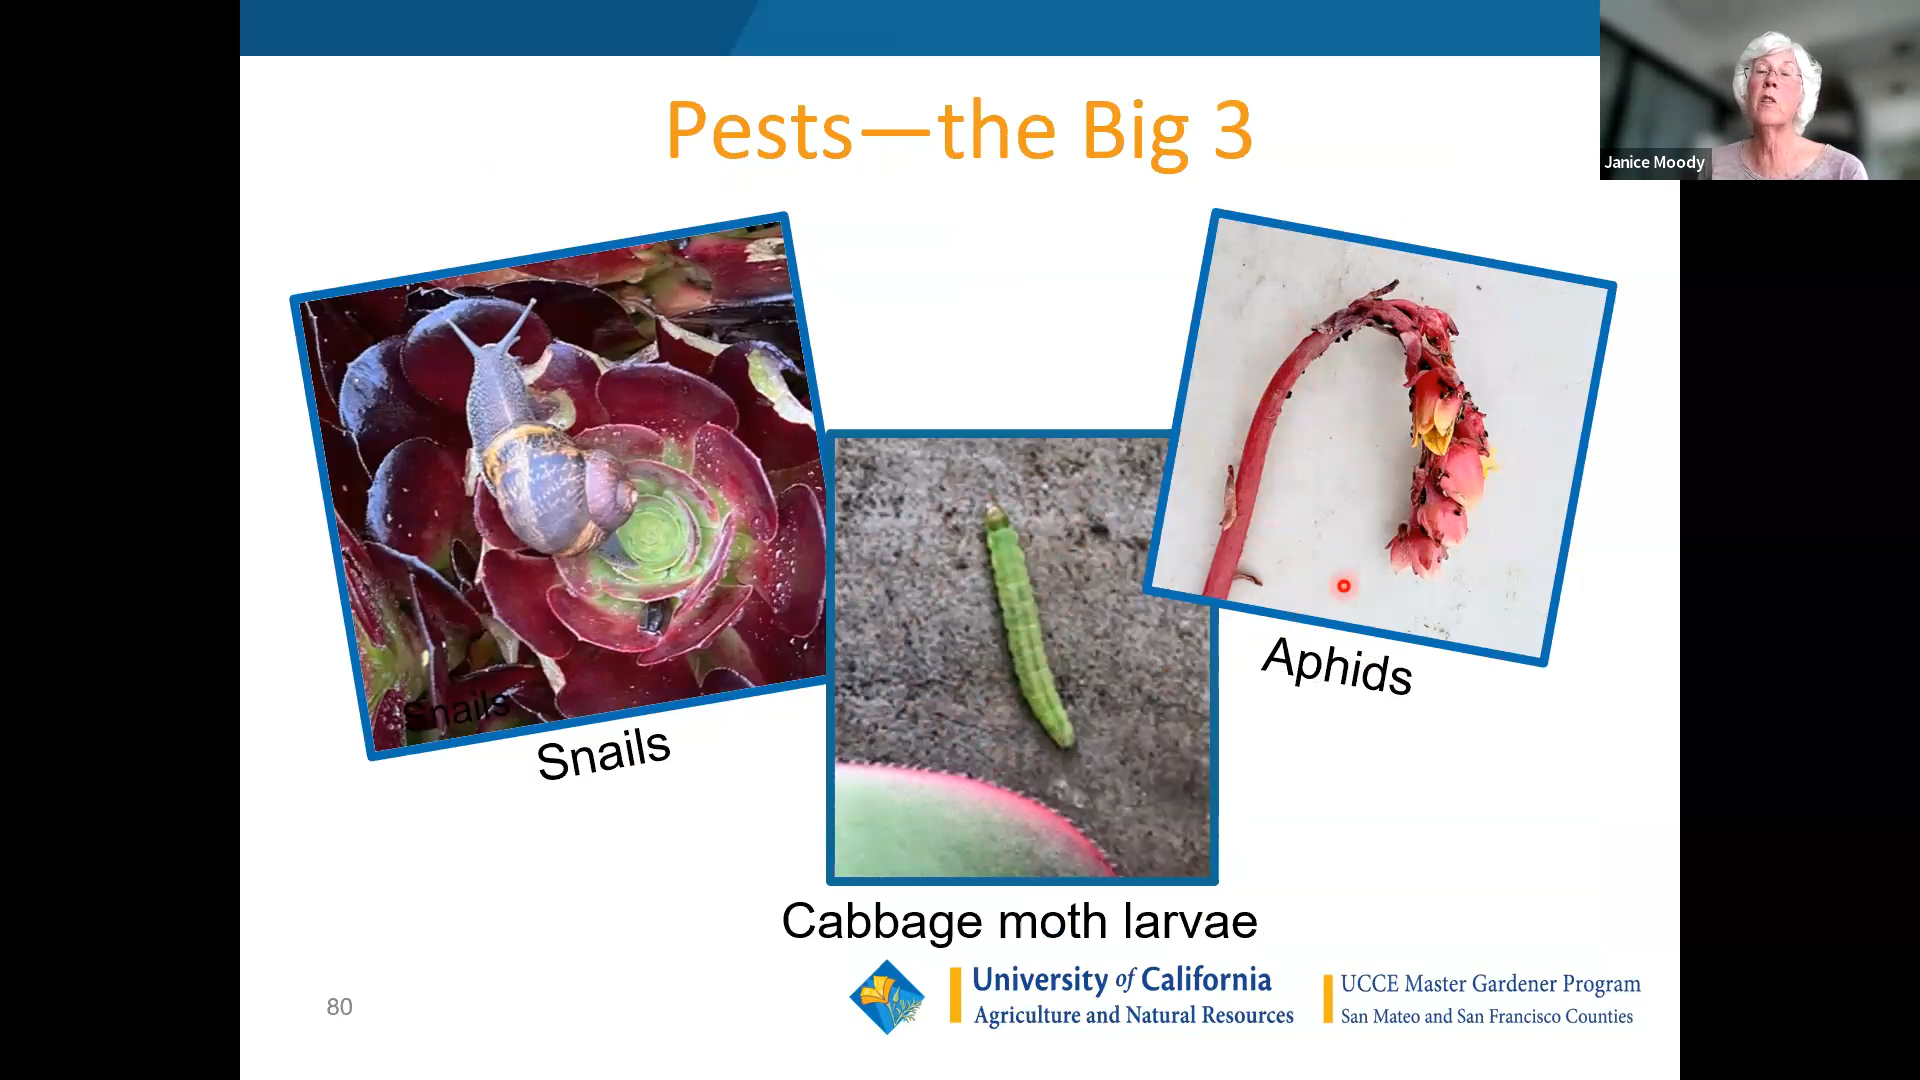 Pests—the Big 3
Janice Moody
Snails
Snails
Aphids
Cabbage moth larvae
80
University of California
Agriculture and Natural Resources
UCCE Master Gardener Program
San Mateo and San Francisco Counties